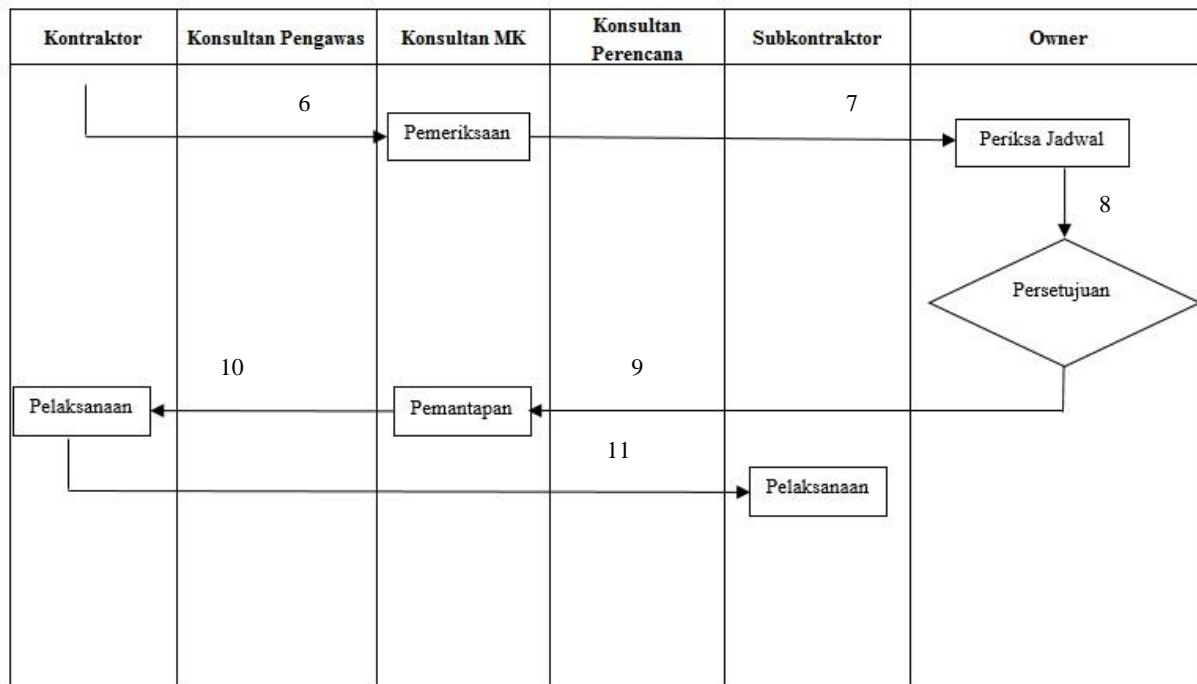 Kontraktor
Konsultan Pengawas
Konsultan MK
Konsultan
Perencana
Subkontraktor
Owner
6
7
Pemeriksaan
Periksa Jadwal
8
Persetujuan
10
9
Pelaksanaan
Pemantapan
11
Pelaksanaan